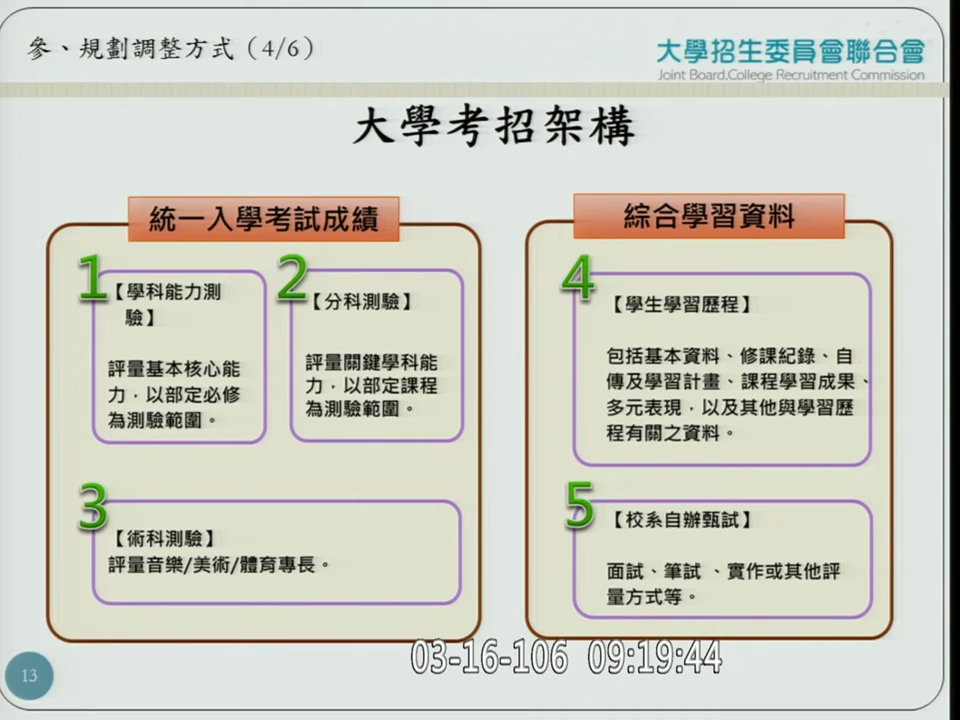 參、規劃調整方式（4/6）
大學招生委員會聯合會
Joint Board,College Recruitment Commission
大學考招架構
統一入學考試成績
1
【學科能力測
驗】
評量基本核心能
力，以部定必修
為測驗範圍。
2
【分科測驗】
評量關鍵學科能
力，以部定課程
為測驗範圍。
3
【術科測驗】
評量音樂/美術/體育專長。
綜合學習資料
4
【學生學習歷程】
包括基本資料、修課紀錄、自
傳及學習計畫、課程學習成果、
多元表現，以及其他與學習歷
程有關之資料。
5
【校系自辦甄試】
面試、筆試 、實作或其他評
量方式等。
03-16-106 09:19:44
13